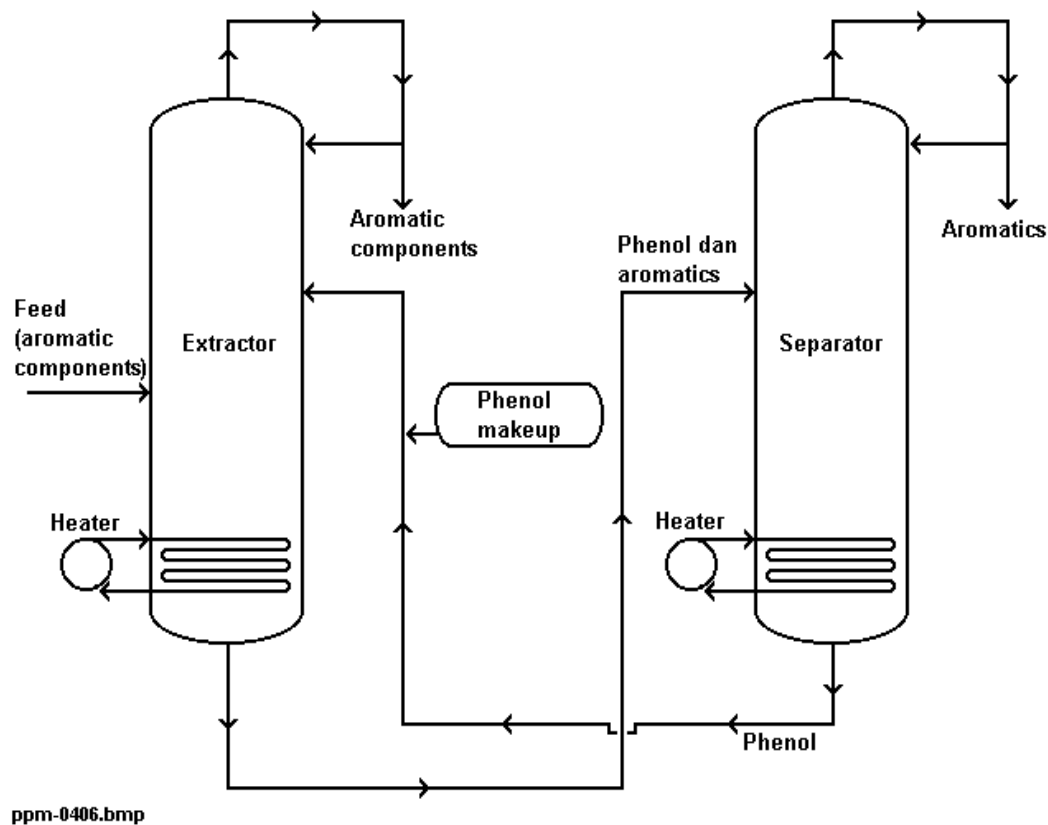 Aromatic
components
Aromatics
Phenol dan
aromatics
Feed
(aromatic
components)
Extractor
Separator
Phenol
makeup
Heater
Heater
Phenol
ppm-0406.bmp